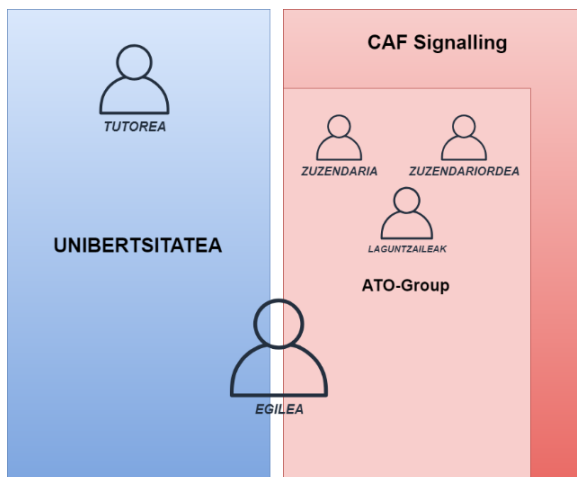 CAF Signalling
TUTOREA
ZUZENDARIA
ZUZENDARIORDEA
UNIBERTSITATEA
LAGUNTZAILEAK
ATO-Group
EGILEA